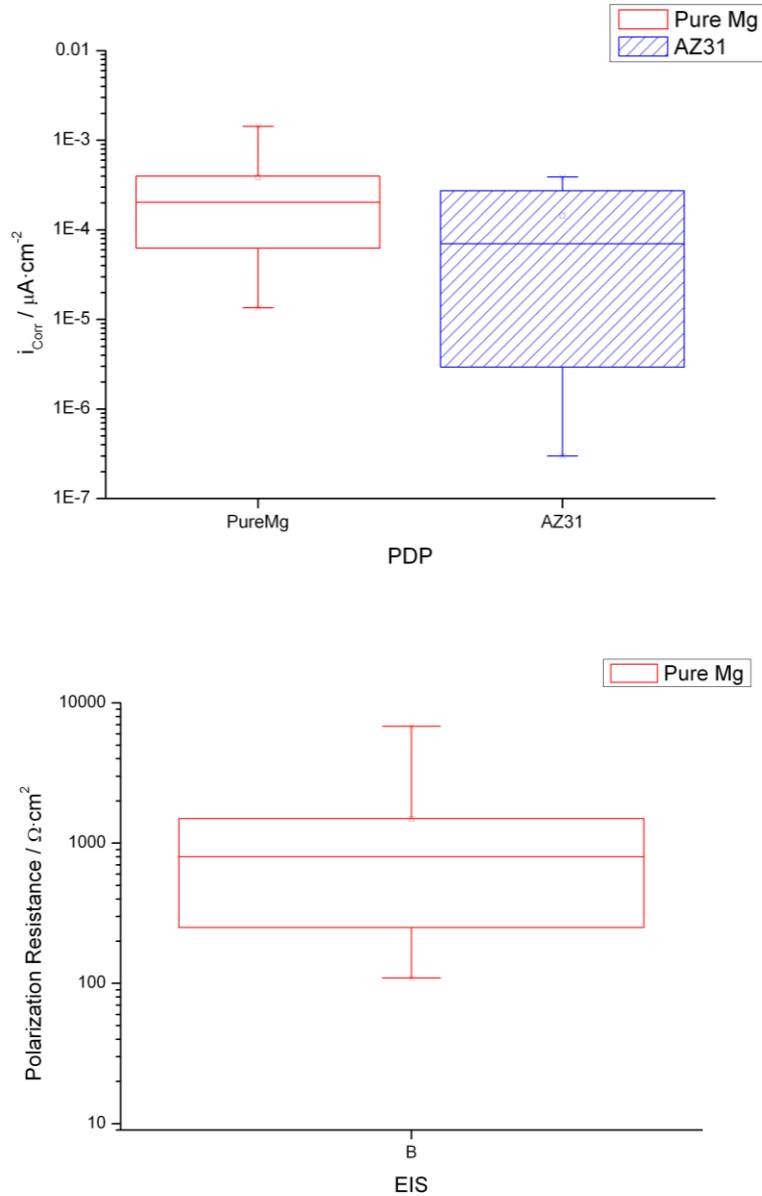 Pure Mg
AZ31
0.01
1E-3
1E-4
1E-5
1E-6
1E-7
i_Corr / μA·cm⁻²
PureMg AZ31
PDP
Pure Mg
10000
1000
100
10
Polarization Resistance / Ω·cm²
B
EIS